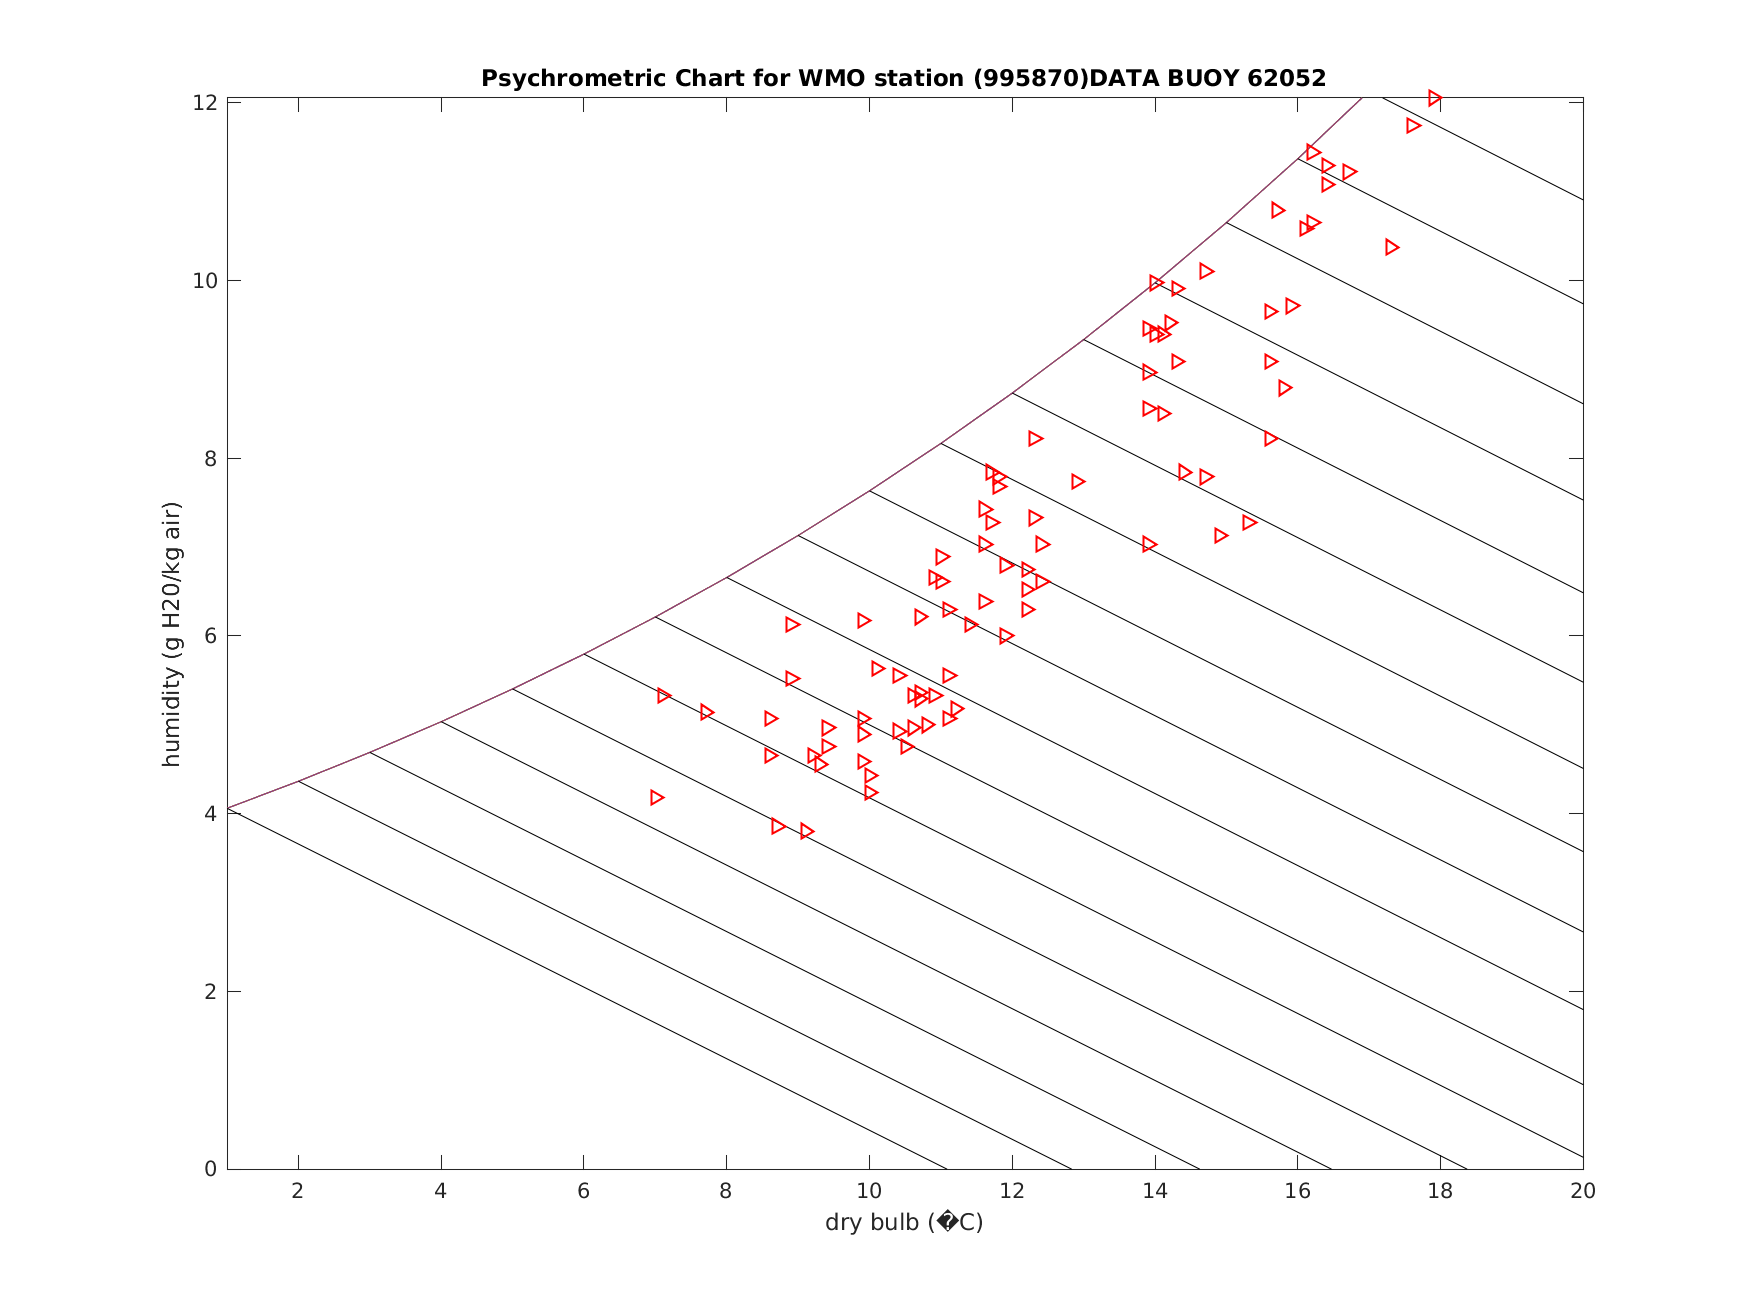 Psychrometric Chart for WMO station (995870)DATA BUOY 62052
12
10
8
6
4
2
0
humidity (g H20/kg air)
2 4 6 8 10 12 14 16 18 20
dry bulb (�C)